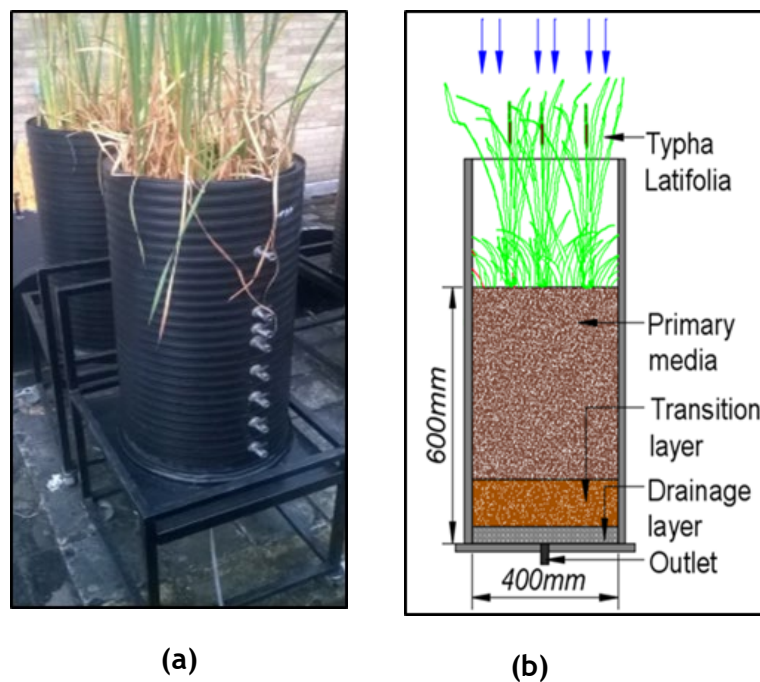 Typha
Latifolia
Primary
media
Transition
layer
Drainage
layer
Outlet
600mm
400mm
(a)
(b)